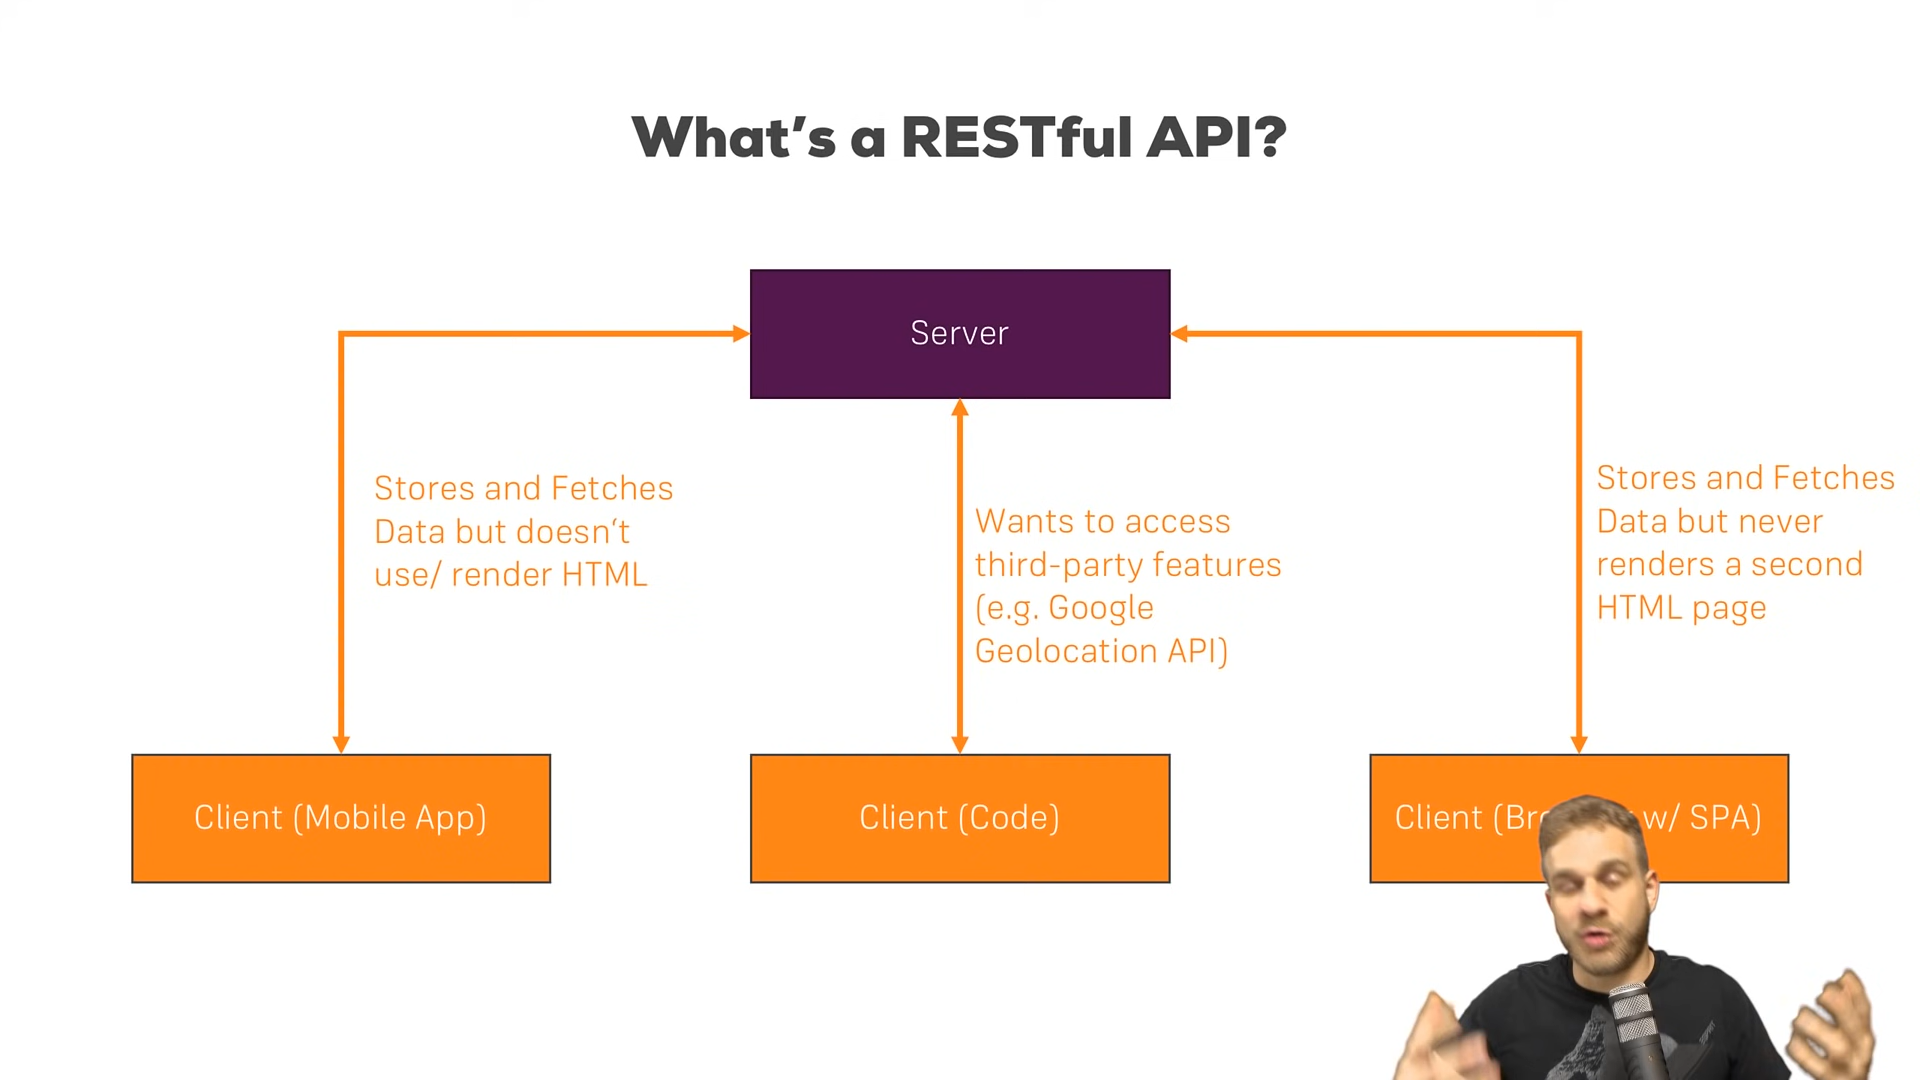 What's a RESTful API?
Server
Stores and Fetches
Data but doesn't
use/ render HTML
Wants to access
third-party features
(e.g. Google
Geolocation API)
Stores and Fetches
Data but never
renders a second
HTML page
Client (Mobile App)
Client (Code)
Client w/ SPA)